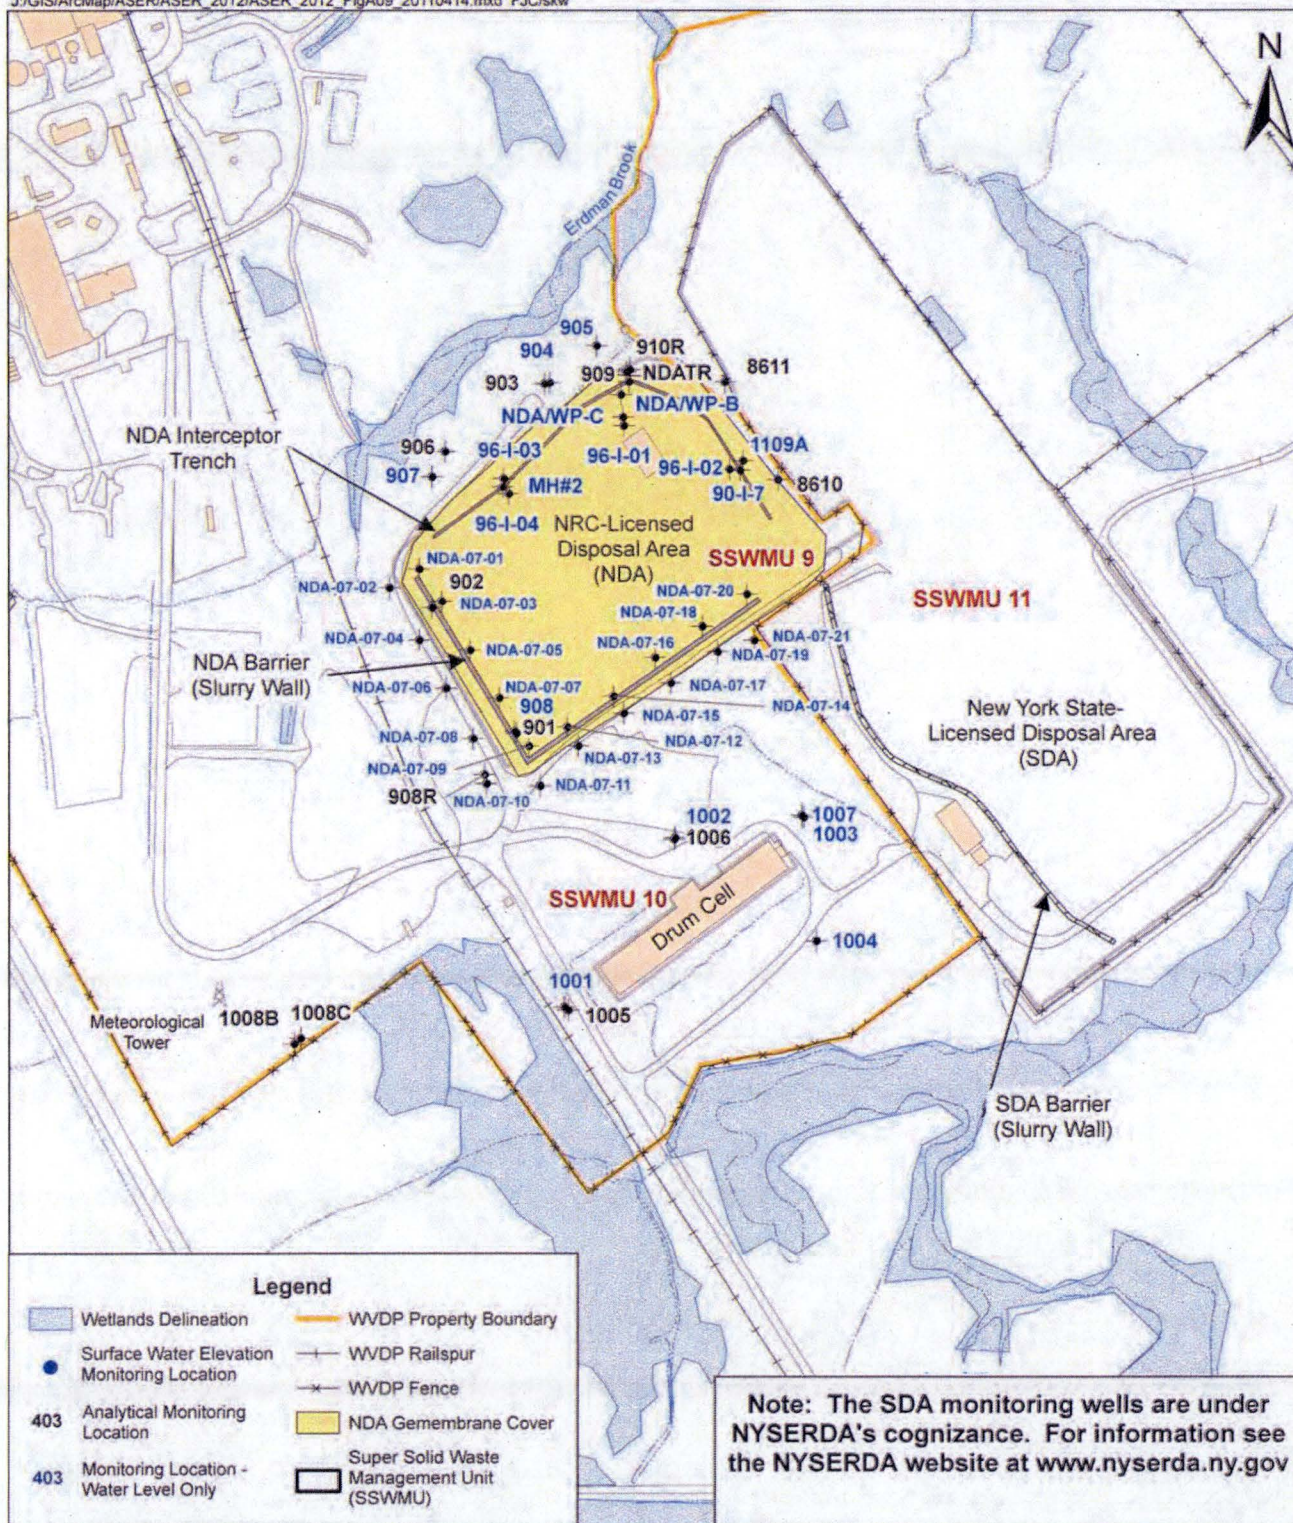 J:/GIS/ArcMap/ASER/ASER_2012/ASER_2012_FigA09_20110414.mxd PJC/skw
N
Erdman Brook
905
904
910R
903
909
NDATR
8611
NDA/WP-B
NDA/WP-C
NDA Interceptor
Trench
906
96-I-03
96-I-01
1109A
96-I-02
907
MH#2
90-I-7
8610
96-I-04
NRC-Licensed
Disposal Area
(NDA)
SSWMU 9
NDA-07-01
NDA-07-02
902
NDA-07-03
NDA-07-20
SSWMU 11
NDA-07-18
NDA-07-04
NDA-07-21
NDA-07-05
NDA-07-16
NDA-07-19
NDA Barrier
(Slurry Wall)
NDA-07-06
NDA-07-07
NDA-07-17
908
NDA-07-14
NDA-07-15
New York State-
Licensed Disposal Area
(SDA)
901
NDA-07-08
NDA-07-12
NDA-07-13
NDA-07-09
NDA-07-11
908R
NDA-07-10
1002
1006
1007
1003
SSWMU 10
Drum Cell
1004
1001
1005
Meteorological
Tower
1008B
1008C
SDA Barrier
(Slurry Wall)
Legend
Wetlands Delineation
Surface Water Elevation
Monitoring Location
403 Analytical Monitoring
Location
403 Monitoring Location -
Water Level Only
WVDP Property Boundary
WVDP Railspur
WVDP Fence
NDA Gemembrane Cover
Super Solid Waste
Management Unit
(SSWMU)
Note: The SDA monitoring wells are under
NYSERDA's cognizance. For information see
the NYSERDA website at www.nyserda.ny.gov